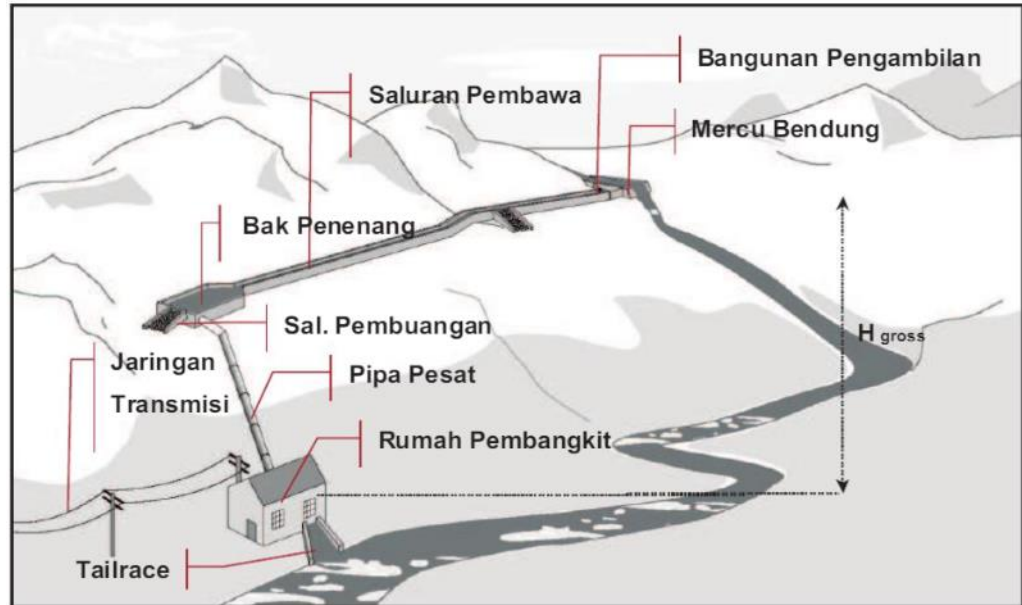 Bangunan Pengambilan
Saluran Pembawa
Mercu Bendung
Bak Penenang
Sal. Pembuangan
H gross
Jaringan
Transmisi
Pipa Pesat
Rumah Pembangkit
Tailrace